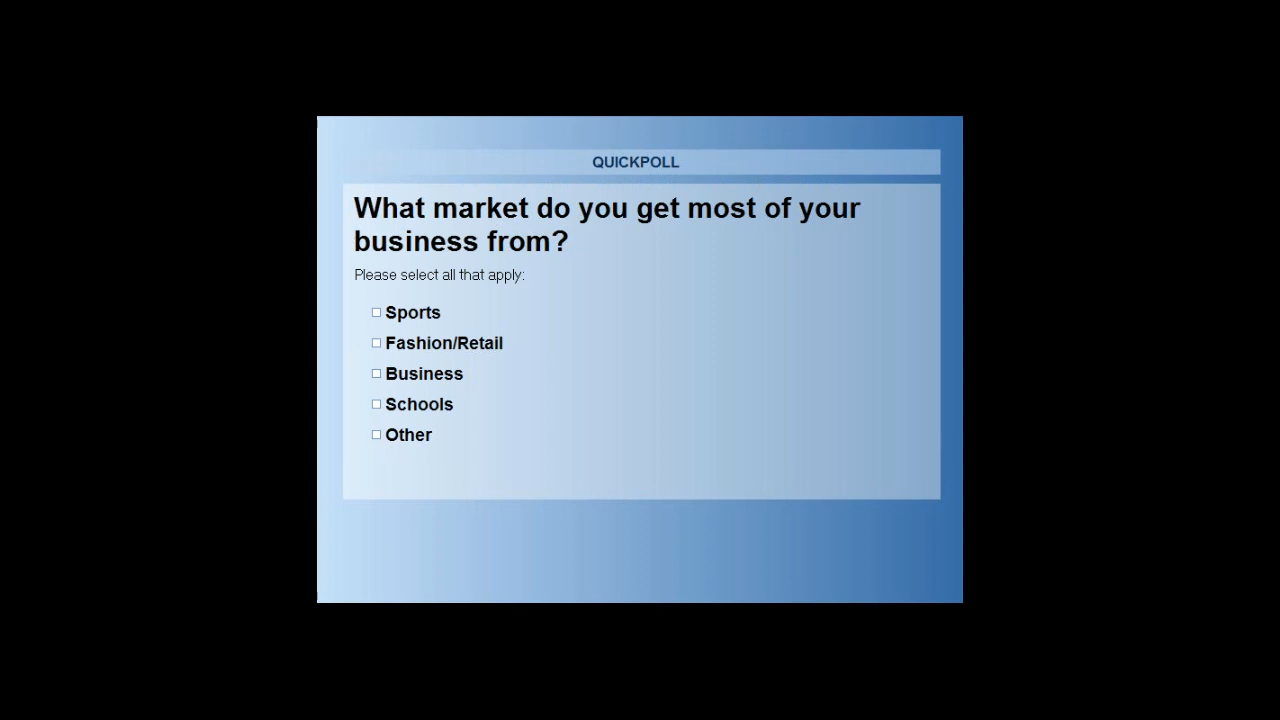 QUICKPOLL
What market do you get most of your
business from?
Please select all that apply:
Sports
Fashion/Retail
Business
Schools
Other